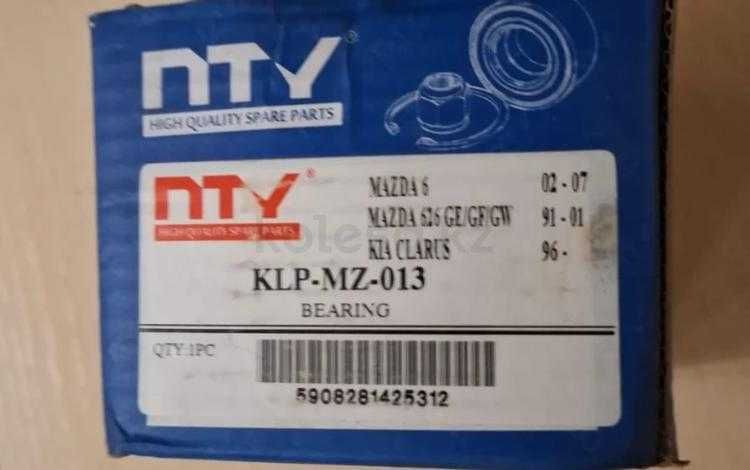 NTY®
HIGH QUALITY SPARE PARTS
NTY®
HIGH QUALITY SPARE PARTS
MAZDA 6 02 - 07
MAZDA 626 GE/GF/GW 91 - 01
KIA CLARUS 96 -
KLP-MZ-013
BEARING
QTY:1PC
5908281425312